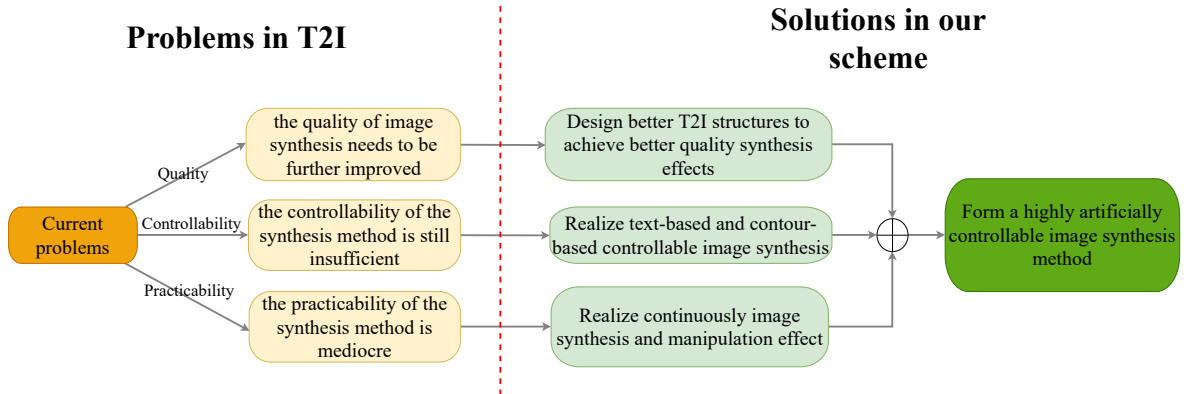 Problems in T2I
Solutions in our
scheme
the quality of image
synthesis needs to be
further improved
Design better T2I structures to
achieve better quality synthesis
effects
Quality
Current
problems
Controllability
the controllability of the
synthesis method is still
insufficient
Realize text-based and contour-
based controllable image synthesis
Form a highly artificially
controllable image synthesis
method
Practicability
the practicability of the
synthesis method is
mediocre
Realize continuously image
synthesis and manipulation effect